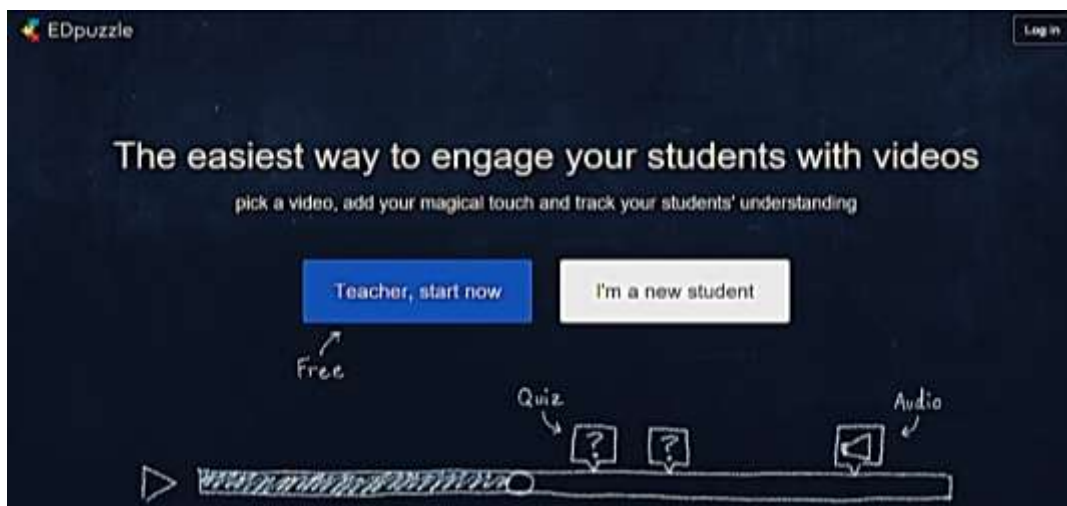 EDpuzzle
Log in
The easiest way to engage your students with videos
pick a video, add your magical touch and track your students' understanding
Teacher, start now
I'm a new student
Free
Quiz
Audio
?
?